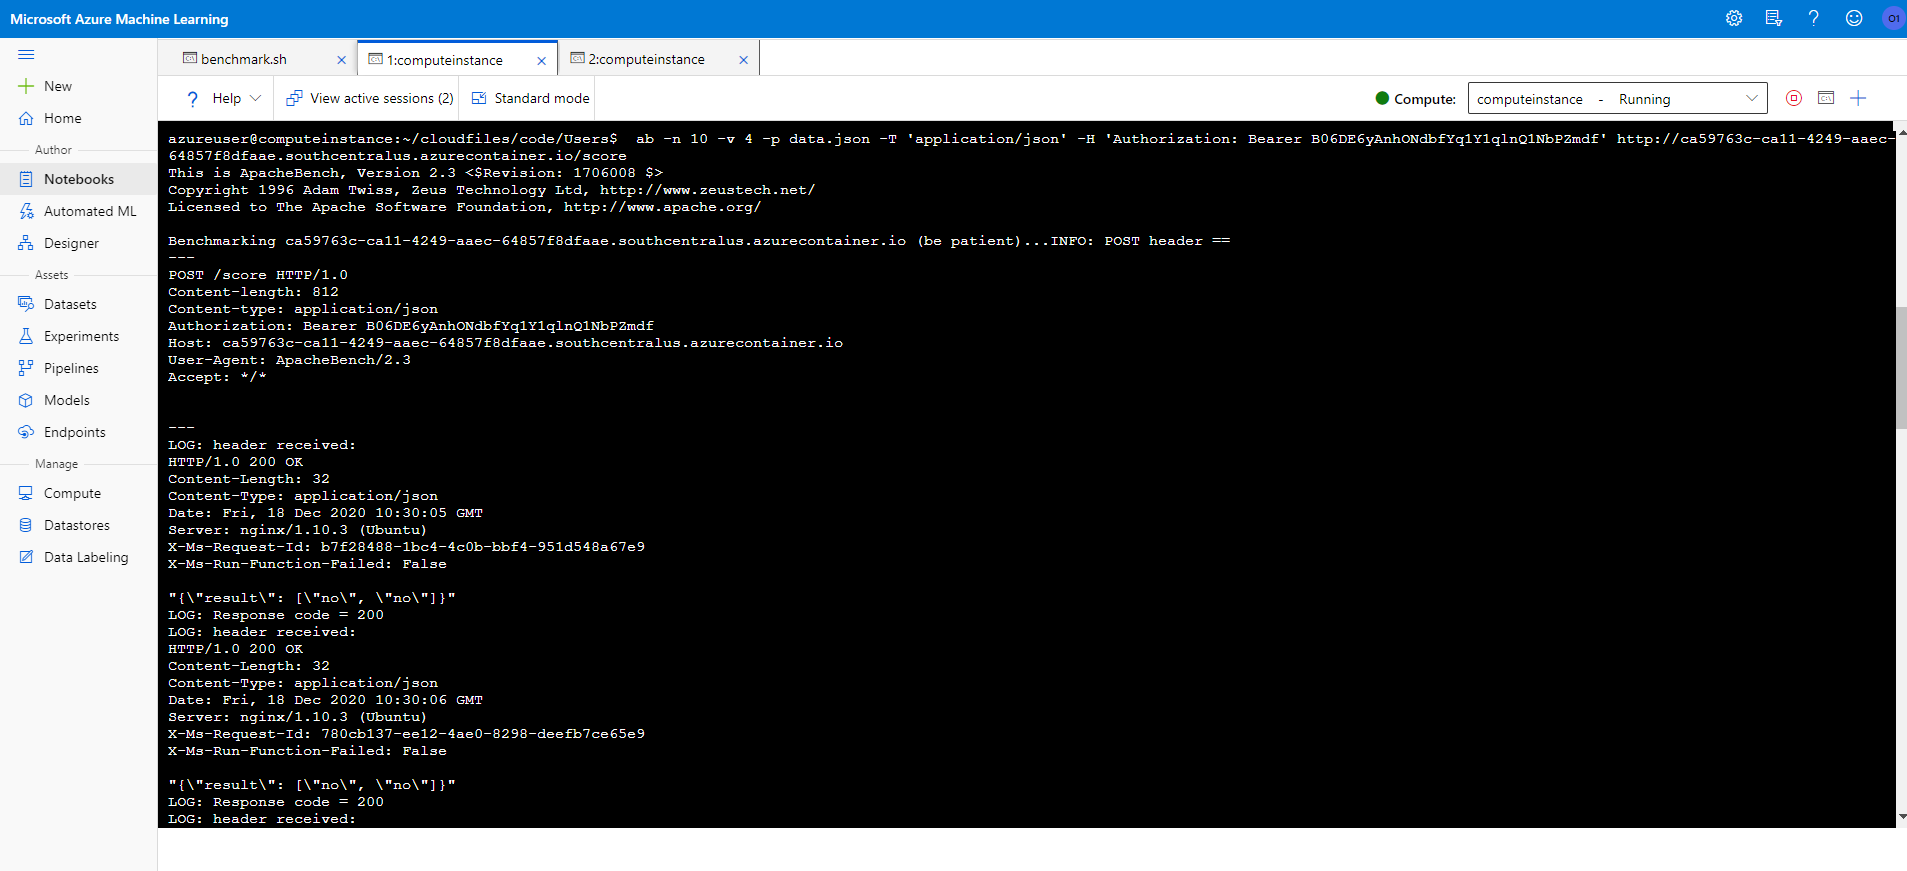 Microsoft Azure Machine Learning
O1
New
Home
Author
Notebooks
Automated ML
Designer
Assets
Datasets
Experiments
Pipelines
Models
Endpoints
Manage
Compute
Datastores
Data Labeling
benchmark.sh
1:computeinstance
2:computeinstance
Help
View active sessions (2)
Standard mode
Compute:
computeinstance - Running
azureuser@computeinstance:~/cloudfiles/code/Users$ ab -n 10 -v 4 -p data.json -T 'application/json' -H 'Authorization: Bearer B06DE6yAnhONdbfYq1Y1qlnQ1NbPZmdf' http://ca59763c-ca11-4249-aaec-
64857f8dfaae.southcentralus.azurecontainer.io/score
This is ApacheBench, Version 2.3 <$Revision: 1706008 $>
Copyright 1996 Adam Twiss, Zeus Technology Ltd, http://www.zeustech.net/
Licensed to The Apache Software Foundation, http://www.apache.org/
Benchmarking ca59763c-ca11-4249-aaec-64857f8dfaae.southcentralus.azurecontainer.io (be patient)...INFO: POST header ==
---
POST /score HTTP/1.0
Content-length: 812
Content-type: application/json
Authorization: Bearer B06DE6yAnhONdbfYq1Y1qlnQ1NbPZmdf
Host: ca59763c-ca11-4249-aaec-64857f8dfaae.southcentralus.azurecontainer.io
User-Agent: ApacheBench/2.3
Accept: */*
---
LOG: header received:
HTTP/1.0 200 OK
Content-Length: 32
Content-Type: application/json
Date: Fri, 18 Dec 2020 10:30:05 GMT
Server: nginx/1.10.3 (Ubuntu)
X-Ms-Request-Id: b7f28488-1bc4-4c0b-bbf4-951d548a67e9
X-Ms-Run-Function-Failed: False
"{\"result\": [\"no\", \"no\"]}"
LOG: Response code = 200
LOG: header received:
HTTP/1.0 200 OK
Content-Length: 32
Content-Type: application/json
Date: Fri, 18 Dec 2020 10:30:06 GMT
Server: nginx/1.10.3 (Ubuntu)
X-Ms-Request-Id: 780cb137-ee12-4ae0-8298-deefb7ce65e9
X-Ms-Run-Function-Failed: False
"{\"result\": [\"no\", \"no\"]}"
LOG: Response code = 200
LOG: header received: